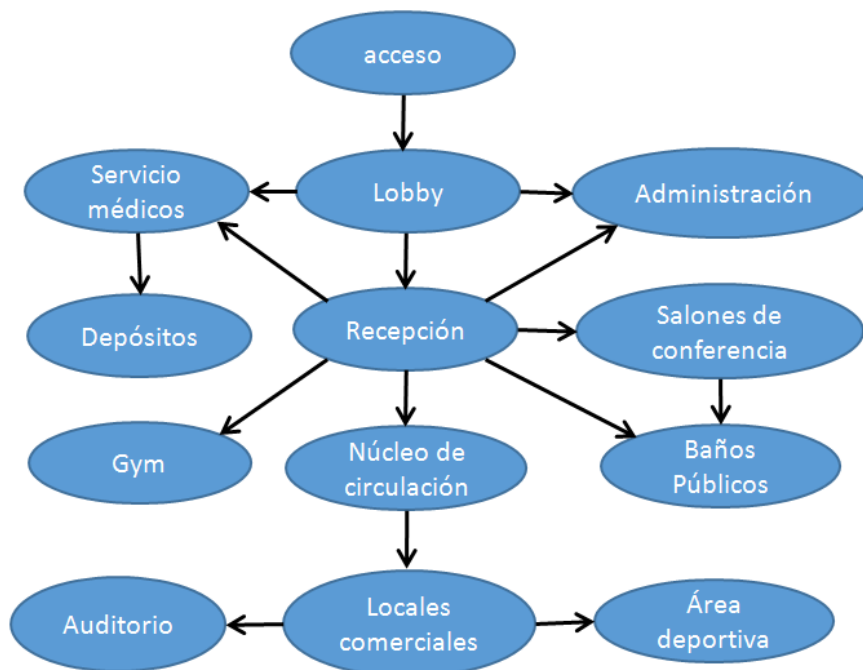 acceso
Servicio
médicos
Lobby
Administración
Depósitos
Recepción
Salones de
conferencia
Gym
Núcleo de
circulación
Baños
Públicos
Auditorio
Locales
comerciales
Área
deportiva